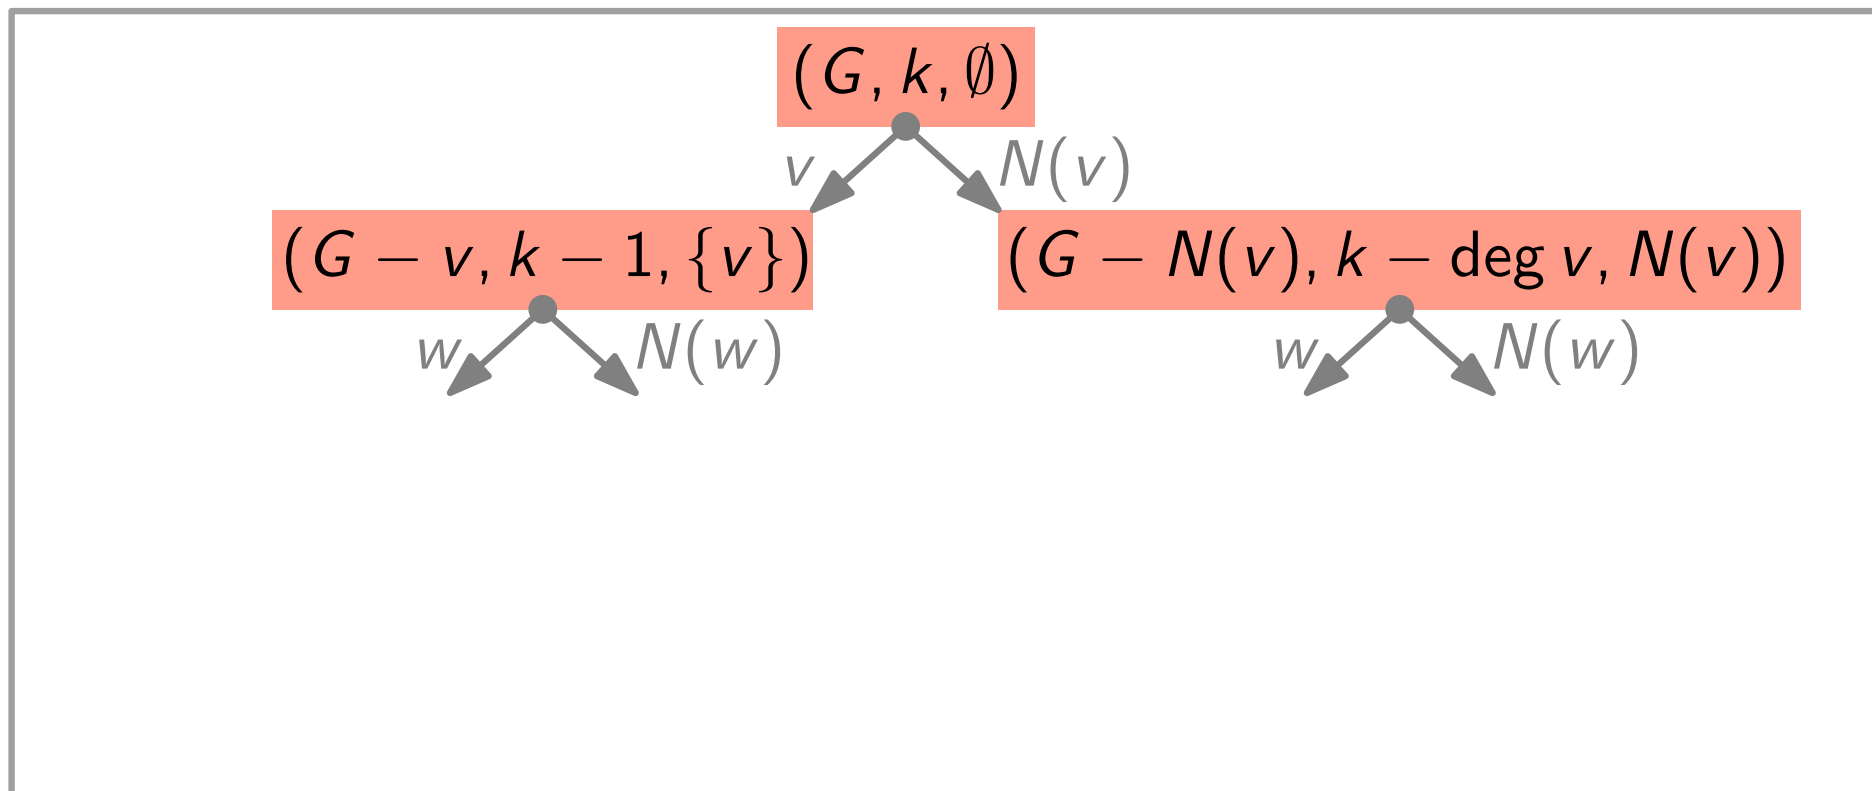 (G, k, ∅)
v N(v)
(G − v, k − 1, {v}) (G − N(v), k − deg v, N(v))
w N(w) w N(w)